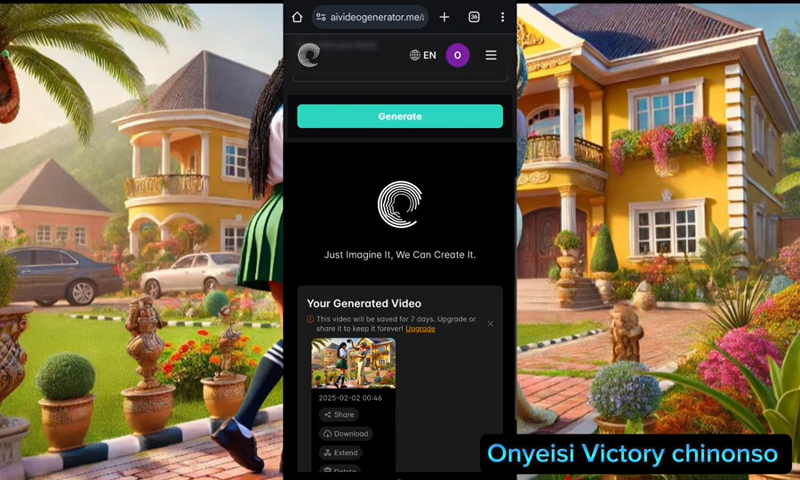 aivideogenerator.me/a
36
EN
O
Generate
Just Imagine It, We Can Create It.
Your Generated Video
This video will be saved for 7 days. Upgrade or
share it to keep it forever! Upgrade
2025-02-02 00:46
Share
Download
Extend
Delete
Onyeisi Victory chinonso